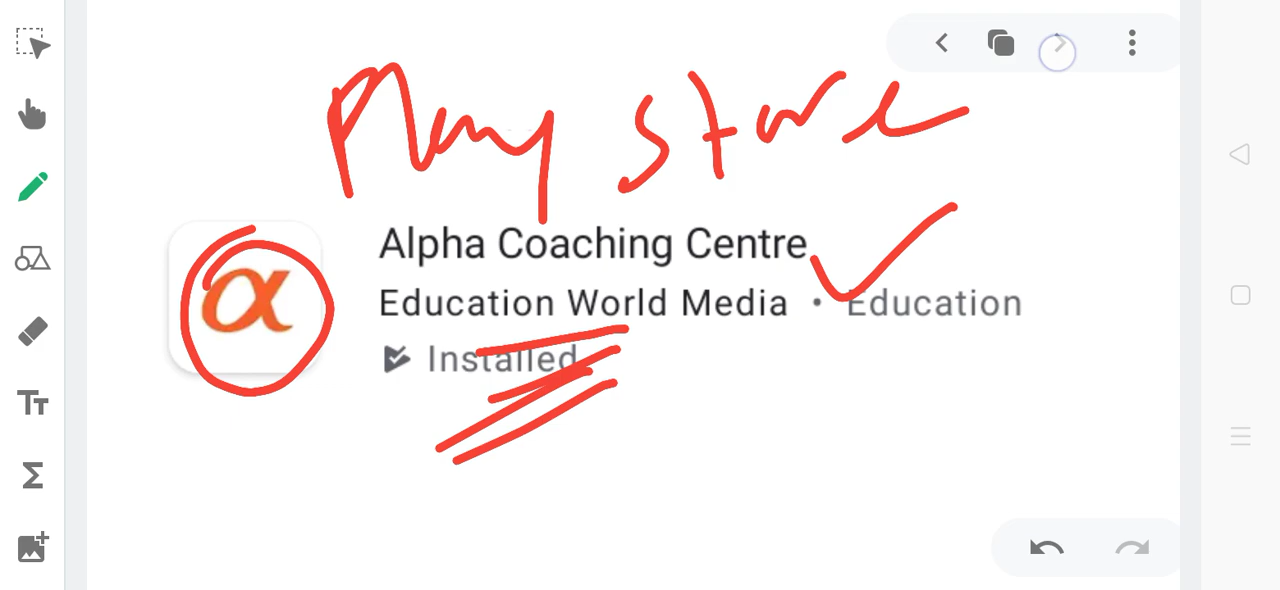 Play store
α
Alpha Coaching Centre
Education World Media • Education
Installed